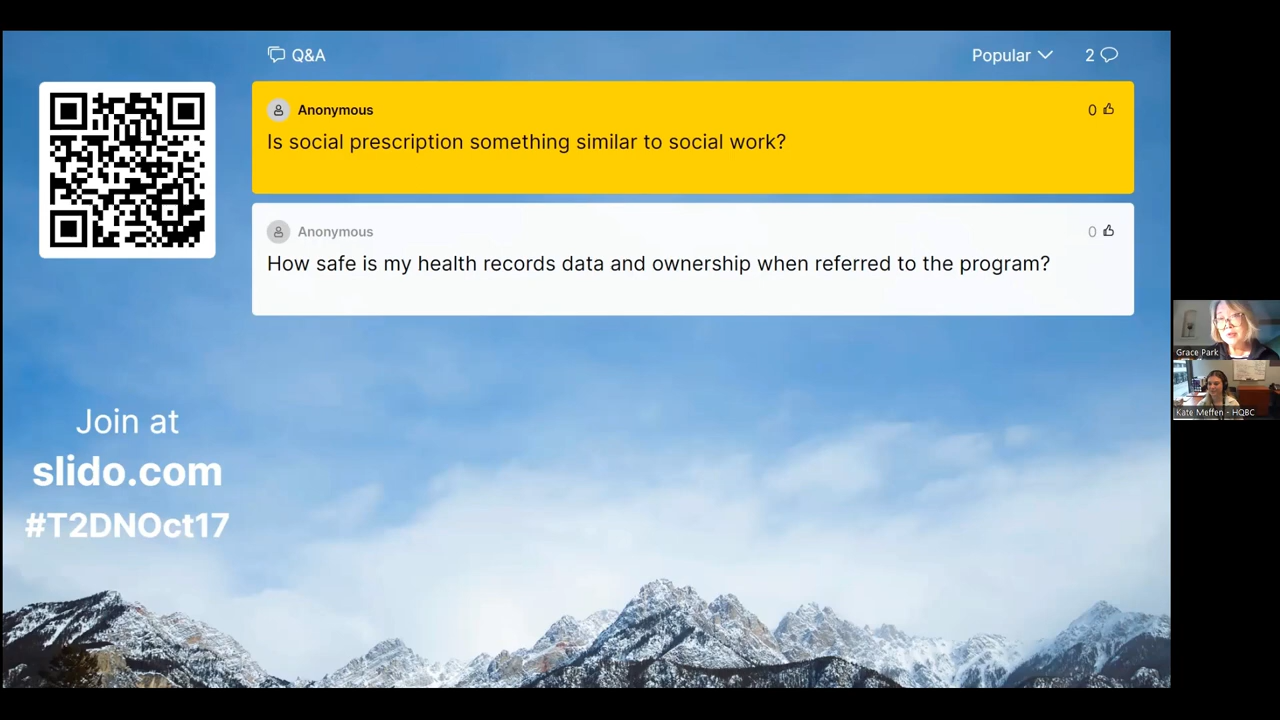 Q&A
Popular
2
Anonymous
0
Is social prescription something similar to social work?
Anonymous
0
How safe is my health records data and ownership when referred to the program?
Join at
slido.com
#T2DNOct17
Grace Park
Kate Meffen - HQBC